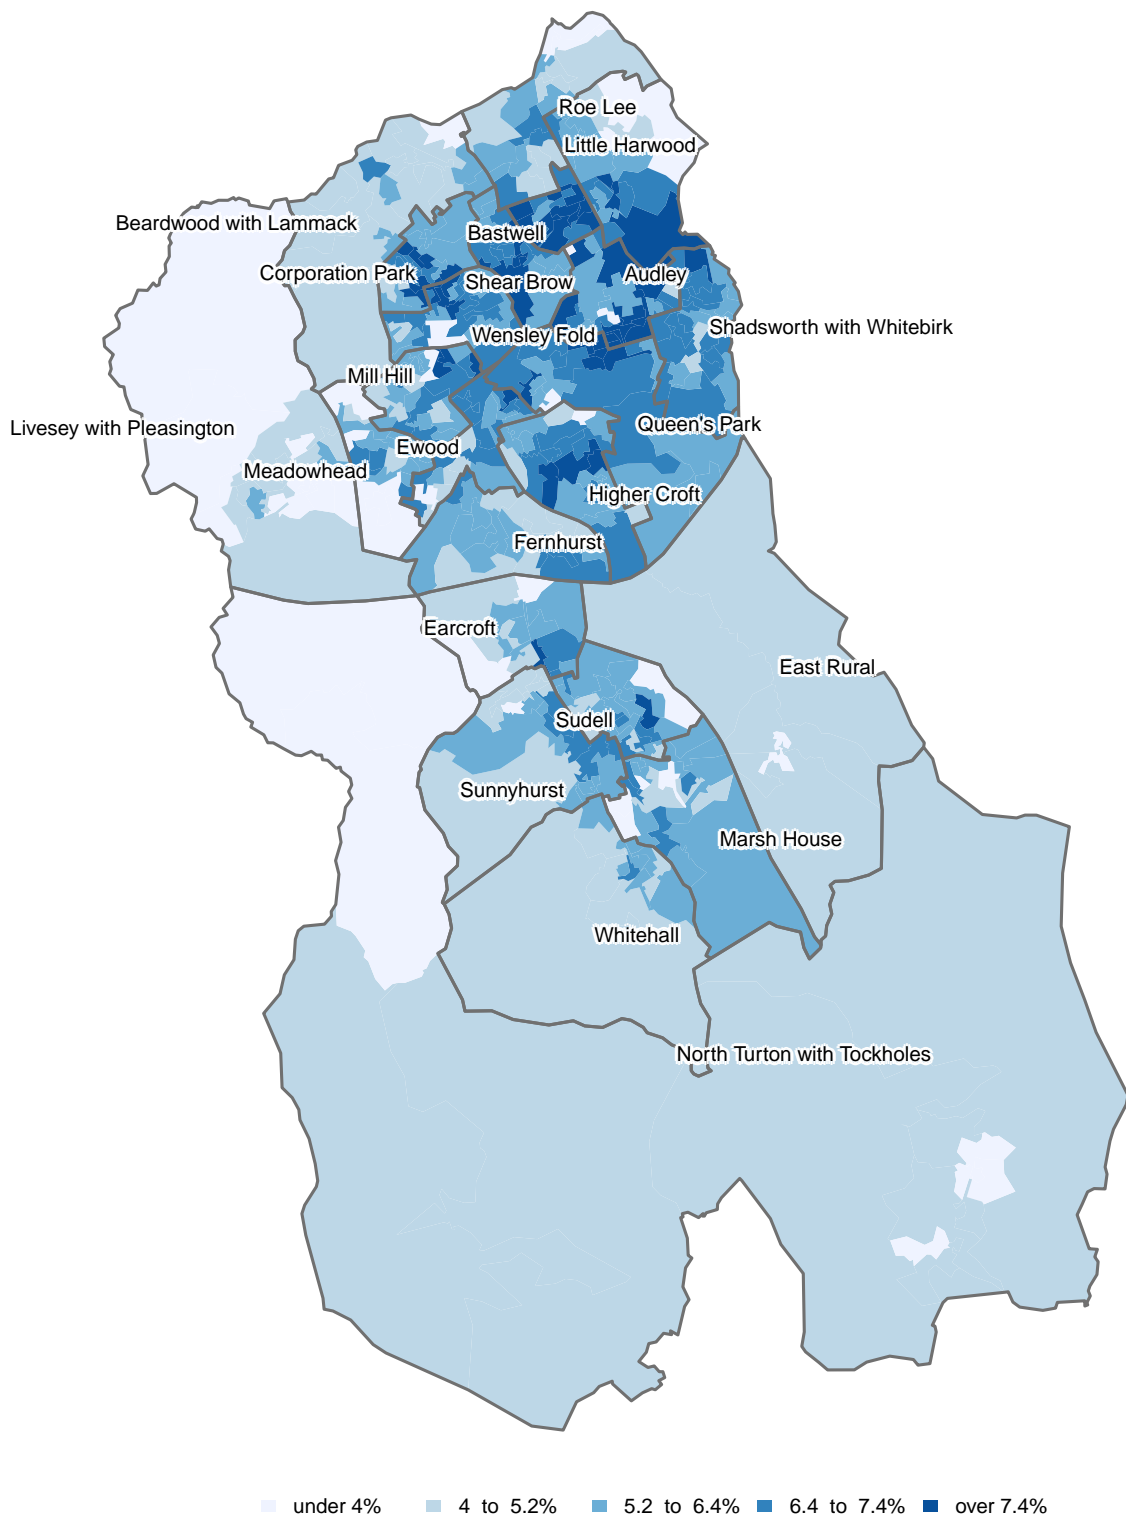 Roe Lee
Little Harwood
Beardwood with Lammack
Bastwell
Corporation Park
Shear Brow
Audley
Wensley Fold
Shadsworth with Whitebirk
Mill Hill
Livesey with Pleasington
Queen's Park
Ewood
Meadowhead
Higher Croft
Fernhurst
Earcroft
East Rural
Sudell
Sunnyhurst
Marsh House
Whitehall
North Turton with Tockholes
under 4% 4 to 5.2% 5.2 to 6.4% 6.4 to 7.4% over 7.4%